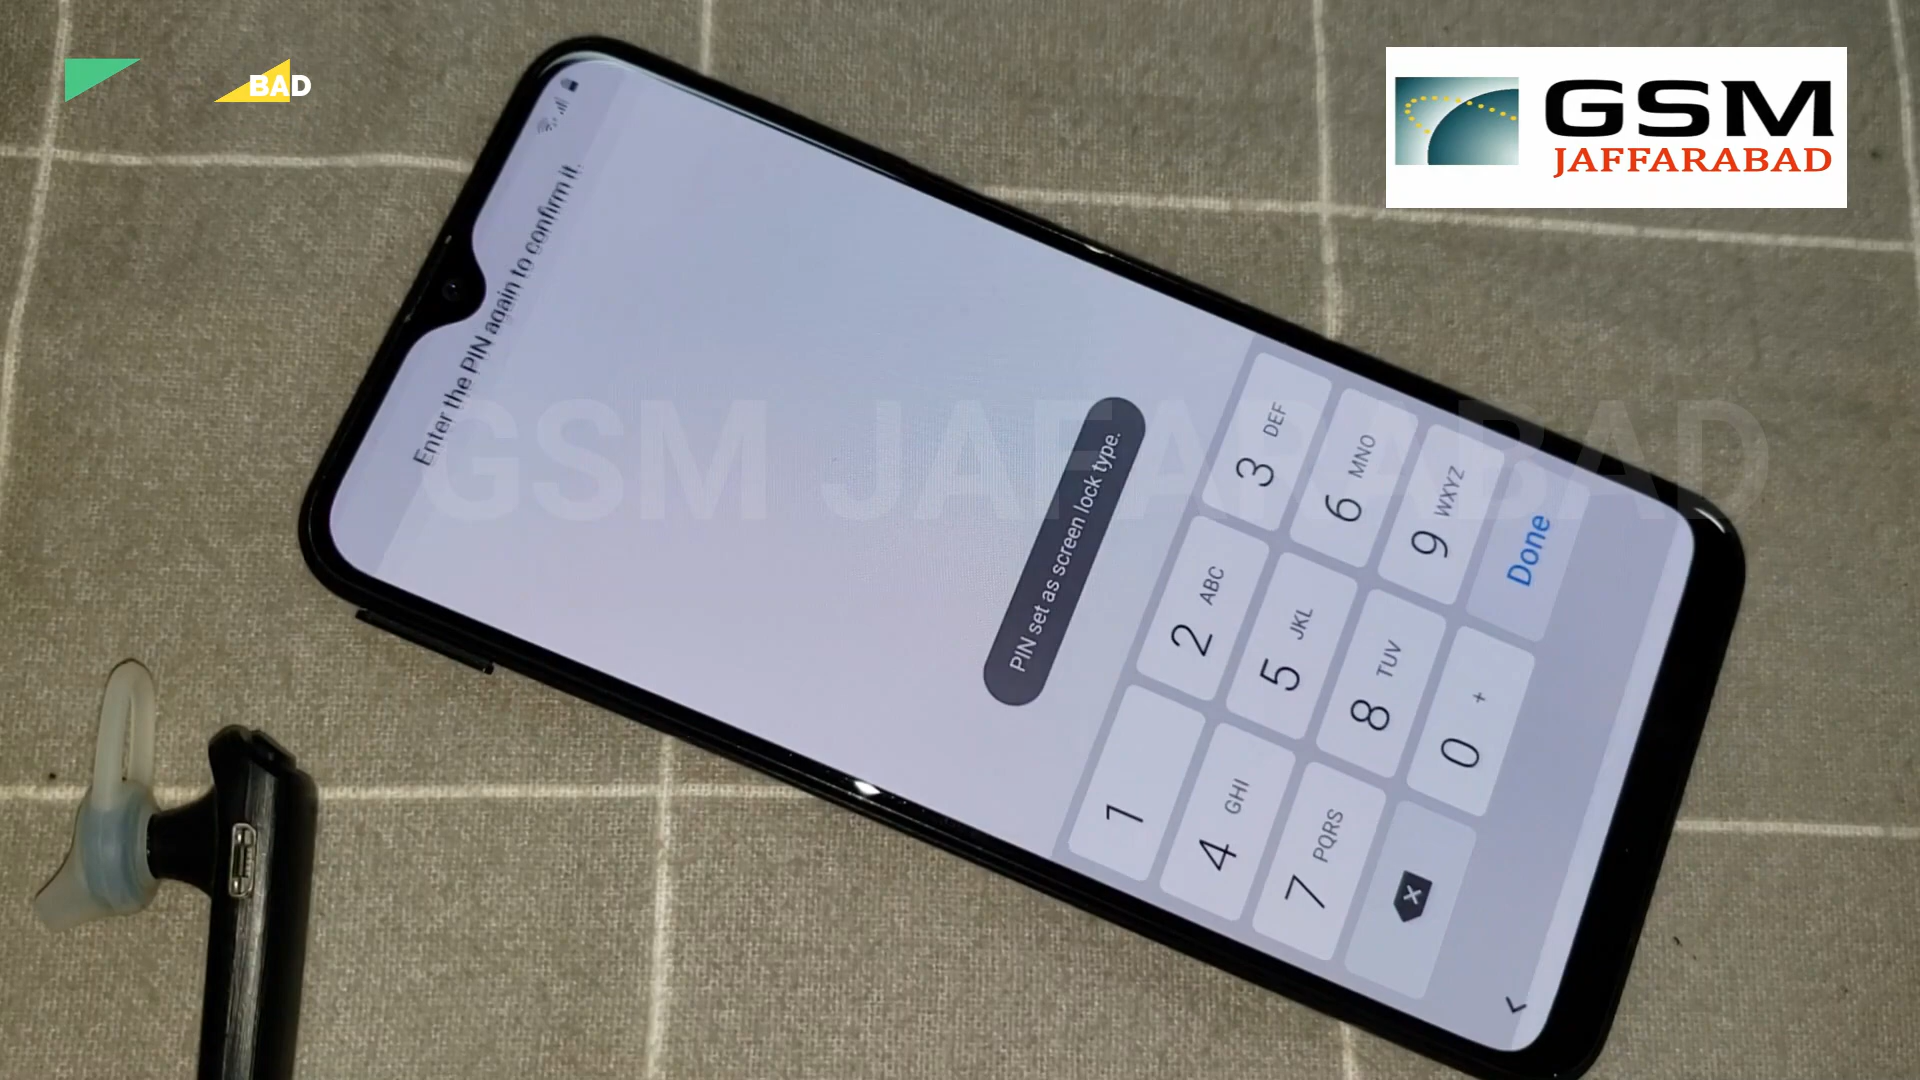 BAD
GSM
JAFFARABAD
Enter the PIN again to confirm it.
GSM JAFARABAD
PIN set as screen lock type.
1
2 ABC
3 DEF
4 GHI
5 JKL
6 MNO
7 PQRS
8 TUV
9 WXYZ
0 +
Done